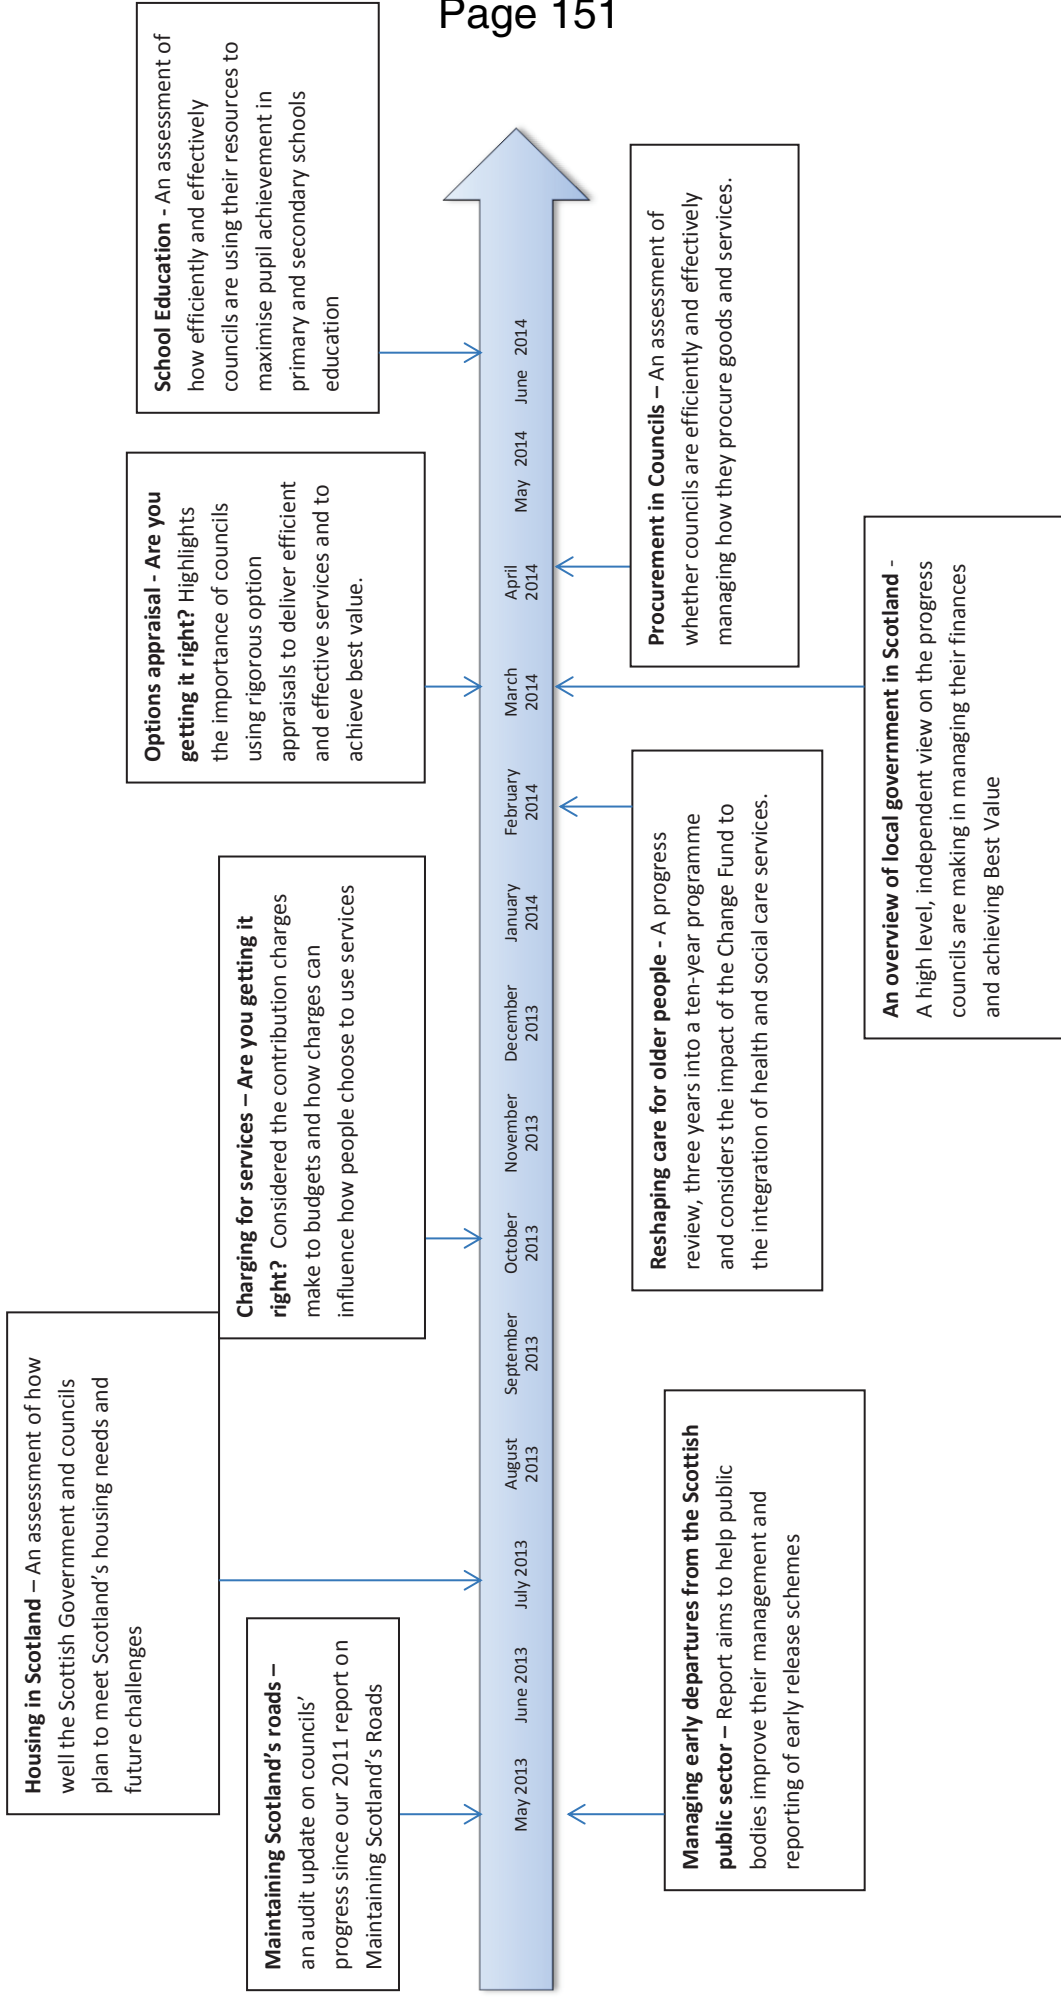 Page 151
Housing in Scotland – An assessment of how
well the Scottish Government and councils
plan to meet Scotland's housing needs and
future challenges
Maintaining Scotland's roads –
an audit update on councils'
progress since our 2011 report on
Maintaining Scotland's Roads
Charging for services – Are you getting it
right? Considered the contribution charges
make to budgets and how charges can
influence how people choose to use services
Options appraisal - Are you
getting it right? Highlights
the importance of councils
using rigorous option
appraisals to deliver efficient
and effective services and to
achieve best value.
School Education - An assessment of
how efficiently and effectively
councils are using their resources to
maximise pupil achievement in
primary and secondary schools
education
May 2013
June 2013
July 2013
August
2013
September
2013
October
2013
November
2013
December
2013
January
2014
February
2014
March
2014
April
2014
May 2014
June 2014
Managing early departures from the Scottish
public sector – Report aims to help public
bodies improve their management and
reporting of early release schemes
Reshaping care for older people - A progress
review, three years into a ten-year programme
and considers the impact of the Change Fund to
the integration of health and social care services.
An overview of local government in Scotland -
A high level, independent view on the progress
councils are making in managing their finances
and achieving Best Value
Procurement in Councils – An assessment of
whether councils are efficiently and effectively
managing how they procure goods and services.